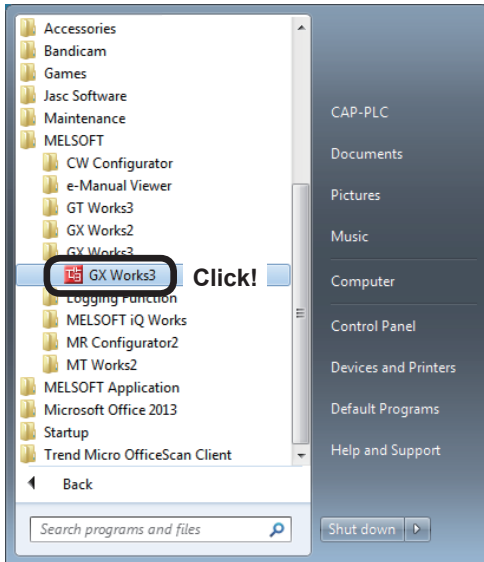 Accessories
Bandicam
Games
Jasc Software
Maintenance
MELSOFT
CW Configurator
e-Manual Viewer
GT Works3
GX Works2
GX Works3
GX Works3 Click!
Logging Function
MELSOFT iQ Works
MR Configurator2
MT Works2
MELSOFT Application
Microsoft Office 2013
Startup
Trend Micro OfficeScan Client
Back
Search programs and files
CAP-PLC
Documents
Pictures
Music
Computer
Control Panel
Devices and Printers
Default Programs
Help and Support
Shut down